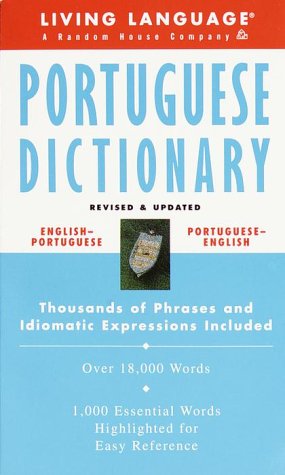 LIVING LANGUAGE®
A Random House Company
PORTUGUESE
DICTIONARY
REVISED & UPDATED
ENGLISH–
PORTUGUESE
PORTUGUESE–
ENGLISH
Thousands of Phrases and
Idiomatic Expressions Included
Over 18,000 Words
1,000 Essential Words
Highlighted for
Easy Reference